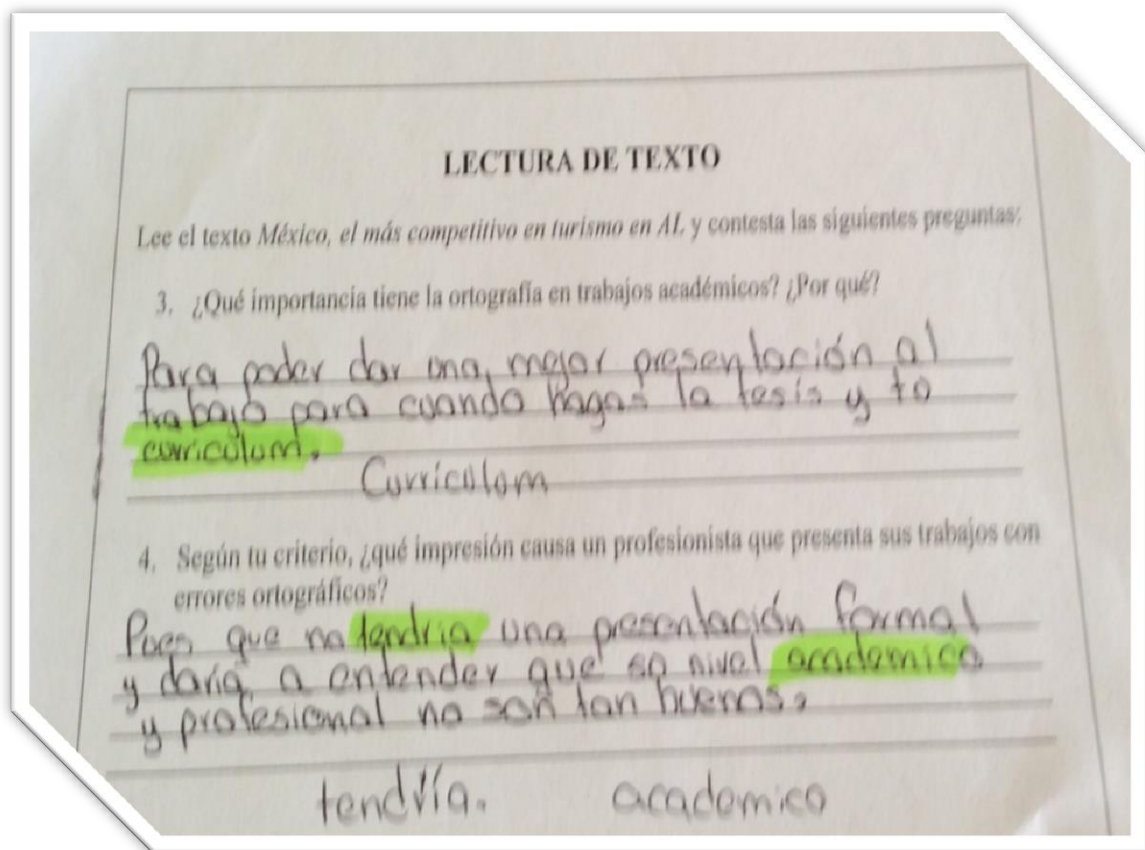 LECTURA DE TEXTO
Lee el texto México, el más competitivo en turismo en AL y contesta las siguientes preguntas:
3. ¿Qué importancia tiene la ortografía en trabajos académicos? ¿Por qué?
Para poder dar una mejor presentación al
trabajo para cuando hagas la tesis y tu
curriculum.
Currículum
4. Según tu criterio, ¿qué impresión causa un profesionista que presenta sus trabajos con
errores ortográficos?
Pues que no tendria una presentación formal
y daría a entender que su nivel academico
y profesional no son tan buenos.
tendría. academico